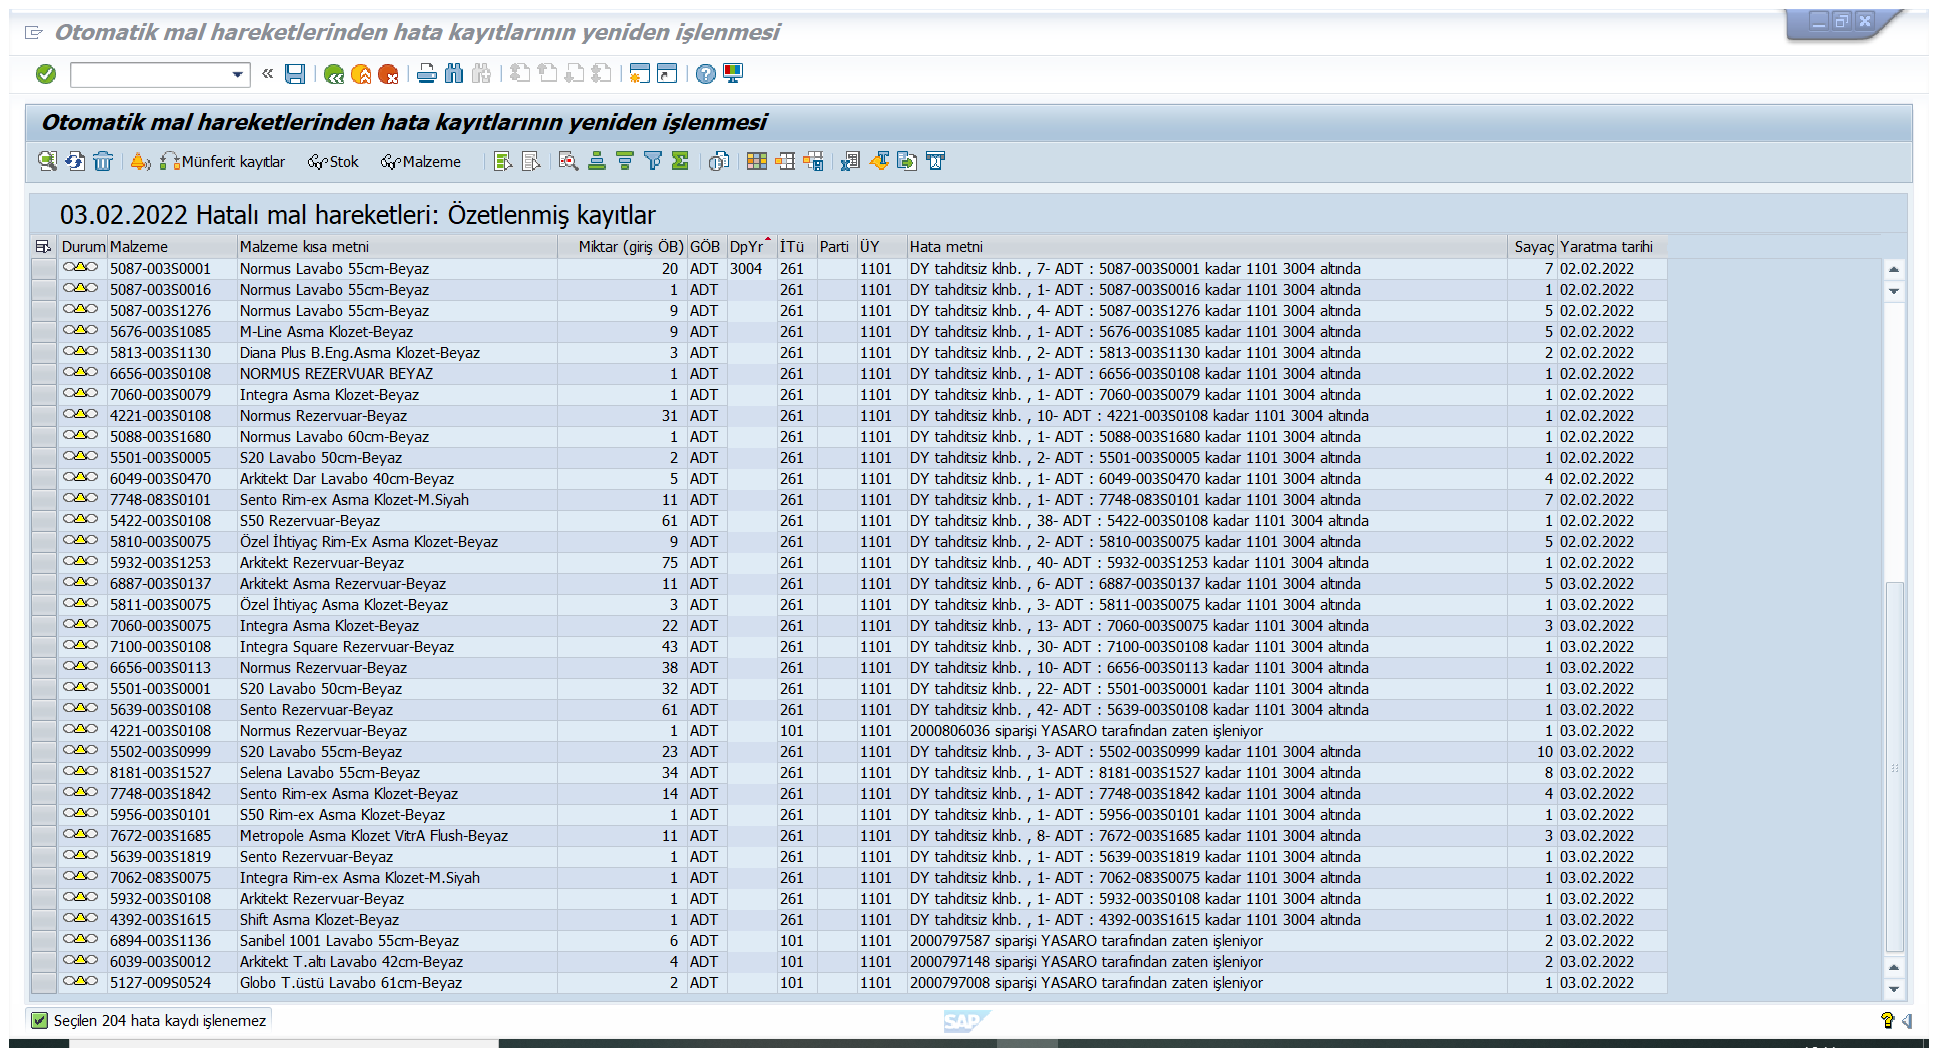 Otomatik mal hareketlerinden hata kayıtlarının yeniden işlenmesi
Otomatik mal hareketlerinden hata kayıtlarının yeniden işlenmesi
Münferit kayıtlar Stok Malzeme
03.02.2022 Hatalı mal hareketleri: Özetlenmiş kayıtlar
Durum Malzeme Malzeme kısa metni Miktar (giriş ÖB) GÖB DpYr İTü Parti ÜY Hata metni Sayaç Yaratma tarihi
5087-003S0001 Normus Lavabo 55cm-Beyaz 20 ADT 3004 261 1101 DY tahditsiz klnb. , 7- ADT : 5087-003S0001 kadar 1101 3004 altında 7 02.02.2022
5087-003S0016 Normus Lavabo 55cm-Beyaz 1 ADT 261 1101 DY tahditsiz klnb. , 1- ADT : 5087-003S0016 kadar 1101 3004 altında 1 02.02.2022
5087-003S1276 Normus Lavabo 55cm-Beyaz 9 ADT 261 1101 DY tahditsiz klnb. , 4- ADT : 5087-003S1276 kadar 1101 3004 altında 5 02.02.2022
5676-003S1085 M-Line Asma Klozet-Beyaz 9 ADT 261 1101 DY tahditsiz klnb. , 1- ADT : 5676-003S1085 kadar 1101 3004 altında 5 02.02.2022
5813-003S1130 Diana Plus B.Eng.Asma Klozet-Beyaz 3 ADT 261 1101 DY tahditsiz klnb. , 2- ADT : 5813-003S1130 kadar 1101 3004 altında 2 02.02.2022
6656-003S0108 NORMUS REZERVUAR BEYAZ 1 ADT 261 1101 DY tahditsiz klnb. , 1- ADT : 6656-003S0108 kadar 1101 3004 altında 1 02.02.2022
7060-003S0079 Integra Asma Klozet-Beyaz 1 ADT 261 1101 DY tahditsiz klnb. , 1- ADT : 7060-003S0079 kadar 1101 3004 altında 1 02.02.2022
4221-003S0108 Normus Rezervuar-Beyaz 31 ADT 261 1101 DY tahditsiz klnb. , 10- ADT : 4221-003S0108 kadar 1101 3004 altında 1 02.02.2022
5088-003S1680 Normus Lavabo 60cm-Beyaz 1 ADT 261 1101 DY tahditsiz klnb. , 1- ADT : 5088-003S1680 kadar 1101 3004 altında 1 02.02.2022
5501-003S0005 S20 Lavabo 50cm-Beyaz 2 ADT 261 1101 DY tahditsiz klnb. , 2- ADT : 5501-003S0005 kadar 1101 3004 altında 1 02.02.2022
6049-003S0470 Arkitekt Dar Lavabo 40cm-Beyaz 5 ADT 261 1101 DY tahditsiz klnb. , 1- ADT : 6049-003S0470 kadar 1101 3004 altında 4 02.02.2022
7748-083S0101 Sento Rim-ex Asma Klozet-M.Siyah 11 ADT 261 1101 DY tahditsiz klnb. , 1- ADT : 7748-083S0101 kadar 1101 3004 altında 7 02.02.2022
5422-003S0108 S50 Rezervuar-Beyaz 61 ADT 261 1101 DY tahditsiz klnb. , 38- ADT : 5422-003S0108 kadar 1101 3004 altında 1 02.02.2022
5810-003S0075 Özel İhtiyaç Rim-Ex Asma Klozet-Beyaz 9 ADT 261 1101 DY tahditsiz klnb. , 2- ADT : 5810-003S0075 kadar 1101 3004 altında 5 02.02.2022
5932-003S1253 Arkitekt Rezervuar-Beyaz 75 ADT 261 1101 DY tahditsiz klnb. , 40- ADT : 5932-003S1253 kadar 1101 3004 altında 1 02.02.2022
6887-003S0137 Arkitekt Asma Rezervuar-Beyaz 11 ADT 261 1101 DY tahditsiz klnb. , 6- ADT : 6887-003S0137 kadar 1101 3004 altında 5 03.02.2022
5811-003S0075 Özel İhtiyaç Asma Klozet-Beyaz 3 ADT 261 1101 DY tahditsiz klnb. , 3- ADT : 5811-003S0075 kadar 1101 3004 altında 1 03.02.2022
7060-003S0075 Integra Asma Klozet-Beyaz 22 ADT 261 1101 DY tahditsiz klnb. , 13- ADT : 7060-003S0075 kadar 1101 3004 altında 3 03.02.2022
7100-003S0108 Integra Square Rezervuar-Beyaz 43 ADT 261 1101 DY tahditsiz klnb. , 30- ADT : 7100-003S0108 kadar 1101 3004 altında 1 03.02.2022
6656-003S0113 Normus Rezervuar-Beyaz 38 ADT 261 1101 DY tahditsiz klnb. , 10- ADT : 6656-003S0113 kadar 1101 3004 altında 1 03.02.2022
5501-003S0001 S20 Lavabo 50cm-Beyaz 32 ADT 261 1101 DY tahditsiz klnb. , 22- ADT : 5501-003S0001 kadar 1101 3004 altında 1 03.02.2022
5639-003S0108 Sento Rezervuar-Beyaz 61 ADT 261 1101 DY tahditsiz klnb. , 42- ADT : 5639-003S0108 kadar 1101 3004 altında 1 03.02.2022
4221-003S0108 Normus Rezervuar-Beyaz 1 ADT 101 1101 2000806036 siparişi YASARO tarafından zaten işleniyor 1 03.02.2022
5502-003S0999 S20 Lavabo 55cm-Beyaz 23 ADT 261 1101 DY tahditsiz klnb. , 3- ADT : 5502-003S0999 kadar 1101 3004 altında 10 03.02.2022
8181-003S1527 Selena Lavabo 55cm-Beyaz 34 ADT 261 1101 DY tahditsiz klnb. , 1- ADT : 8181-003S1527 kadar 1101 3004 altında 8 03.02.2022
7748-003S1842 Sento Rim-ex Asma Klozet-Beyaz 14 ADT 261 1101 DY tahditsiz klnb. , 1- ADT : 7748-003S1842 kadar 1101 3004 altında 4 03.02.2022
5956-003S0101 S50 Rim-ex Asma Klozet-Beyaz 1 ADT 261 1101 DY tahditsiz klnb. , 1- ADT : 5956-003S0101 kadar 1101 3004 altında 1 03.02.2022
7672-003S1685 Metropole Asma Klozet VitrA Flush-Beyaz 11 ADT 261 1101 DY tahditsiz klnb. , 8- ADT : 7672-003S1685 kadar 1101 3004 altında 3 03.02.2022
5639-003S1819 Sento Rezervuar-Beyaz 1 ADT 261 1101 DY tahditsiz klnb. , 1- ADT : 5639-003S1819 kadar 1101 3004 altında 1 03.02.2022
7062-083S0075 Integra Rim-ex Asma Klozet-M.Siyah 1 ADT 261 1101 DY tahditsiz klnb. , 1- ADT : 7062-083S0075 kadar 1101 3004 altında 1 03.02.2022
5932-003S0108 Arkitekt Rezervuar-Beyaz 1 ADT 261 1101 DY tahditsiz klnb. , 1- ADT : 5932-003S0108 kadar 1101 3004 altında 1 03.02.2022
4392-003S1615 Shift Asma Klozet-Beyaz 1 ADT 261 1101 DY tahditsiz klnb. , 1- ADT : 4392-003S1615 kadar 1101 3004 altında 1 03.02.2022
6894-003S1136 Sanibel 1001 Lavabo 55cm-Beyaz 6 ADT 101 1101 2000797587 siparişi YASARO tarafından zaten işleniyor 2 03.02.2022
6039-003S0012 Arkitekt T.altı Lavabo 42cm-Beyaz 4 ADT 101 1101 2000797148 siparişi YASARO tarafından zaten işleniyor 2 03.02.2022
5127-009S0524 Globo T.üstü Lavabo 61cm-Beyaz 2 ADT 101 1101 2000797008 siparişi YASARO tarafından zaten işleniyor 1 03.02.2022
Seçilen 204 hata kaydı işlenemez
SAP